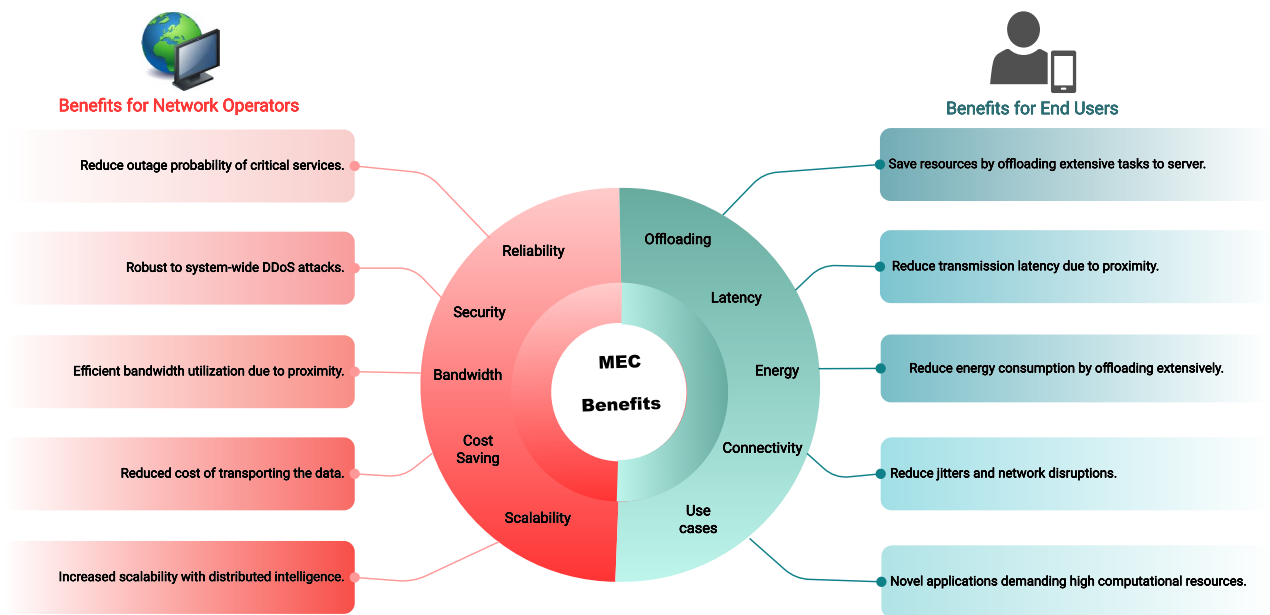 Benefits for Network Operators
Reduce outage probability of critical services.
Robust to system-wide DDoS attacks.
Efficient bandwidth utilization due to proximity.
Reduced cost of transporting the data.
Increased scalability with distributed intelligence.
Reliability
Security
Bandwidth
Cost
Saving
Scalability
MEC
Benefits
Offloading
Latency
Energy
Connectivity
Use
cases
Benefits for End Users
Save resources by offloading extensive tasks to server.
Reduce transmission latency due to proximity.
Reduce energy consumption by offloading extensively.
Reduce jitters and network disruptions.
Novel applications demanding high computational resources.